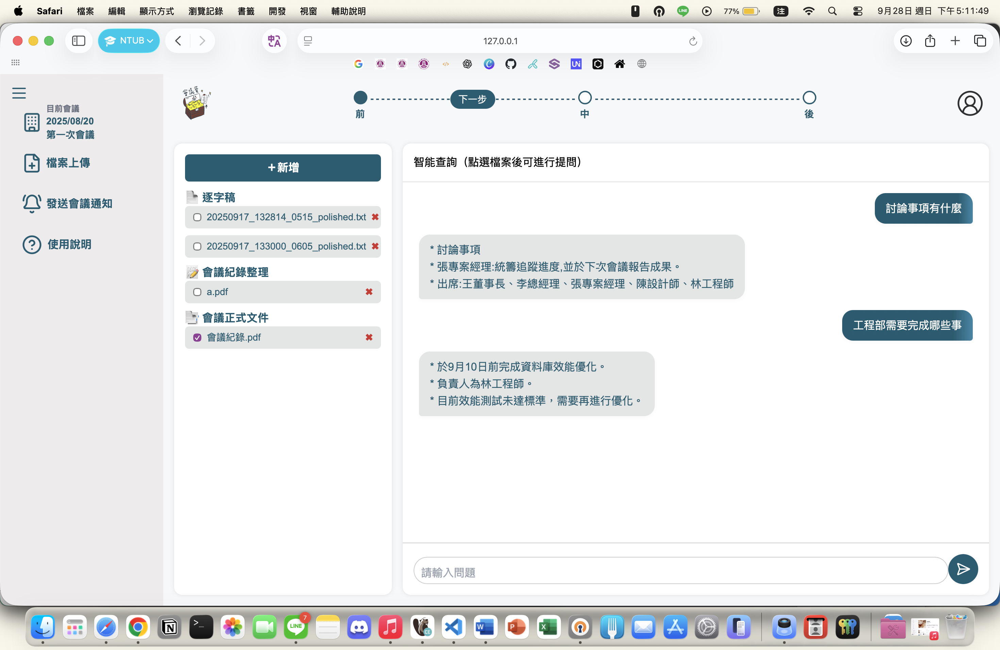 Safari 檔案 編輯 顯示方式 瀏覽記錄 書籤 開發 視窗 輔助說明
LINE 77% 注 9月28日 週日 下午5:11:49
NTUB 127.0.0.1
目前會議
2025/08/20
第一次會議
檔案上傳
發送會議通知
使用說明
會議寶
下一步
前 中 後
+新增
逐字稿
20250917_132814_0515_polished.txt
20250917_133000_0605_polished.txt
會議紀錄整理
a.pdf
會議正式文件
會議紀錄.pdf
智能查詢(點選檔案後可進行提問)
討論事項有什麼
* 討論事項
* 張專案經理:統籌追蹤進度,並於下次會議報告成果。
* 出席:王董事長、李總經理、張專案經理、陳設計師、林工程師
工程部需要完成哪些事
* 於9月10日前完成資料庫效能優化。
* 負責人為林工程師。
* 目前效能測試未達標準,需要再進行優化。
請輸入問題
LINE 7
CE
W P X